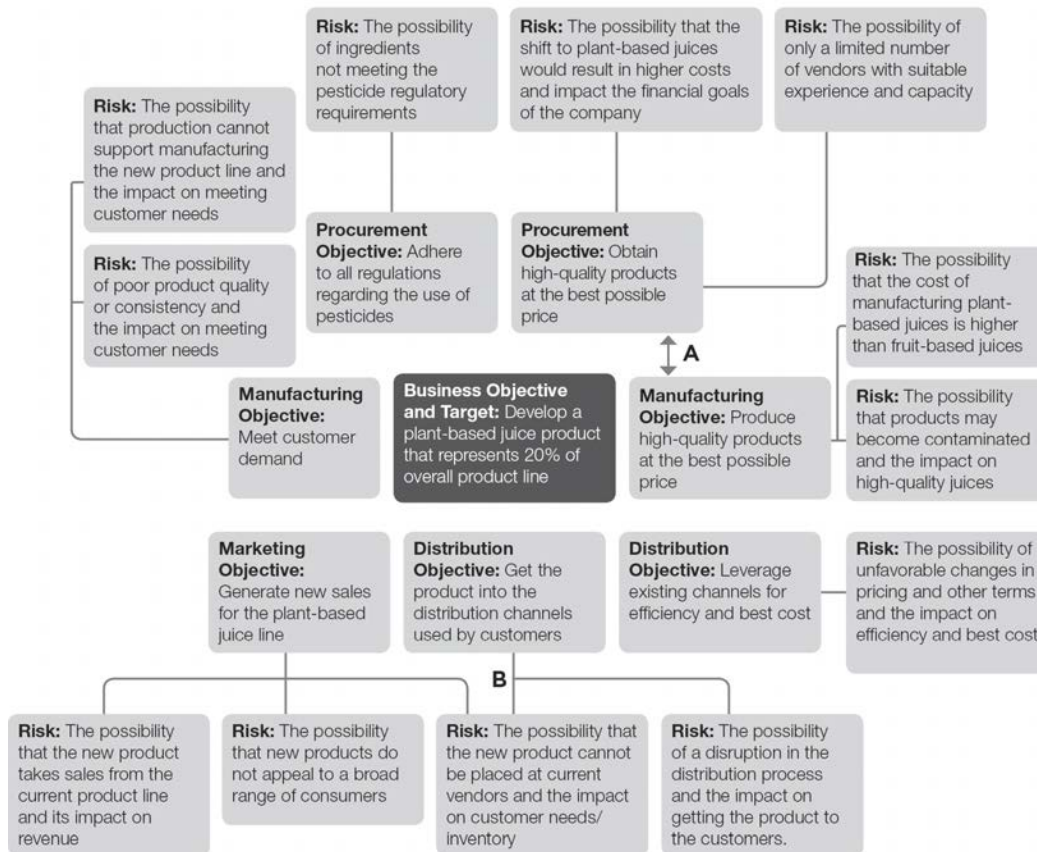 Risk: The possibility
of ingredients
not meeting the
pesticide regulatory
requirements
Risk: The possibility that the
shift to plant-based juices
would result in higher costs
and impact the financial goals
of the company
Risk: The possibility of
only a limited number
of vendors with suitable
experience and capacity
Risk: The possibility
that production cannot
support manufacturing
the new product line and
the impact on meeting
customer needs
Procurement
Objective: Adhere
to all regulations
regarding the use of
pesticides
Procurement
Objective: Obtain
high-quality products
at the best possible
price
Risk: The possibility
of poor product quality
or consistency and
the impact on meeting
customer needs
Risk: The possibility
that the cost of
manufacturing plant-
based juices is higher
than fruit-based juices
A
Manufacturing
Objective:
Meet customer
demand
Business Objective
and Target: Develop a
plant-based juice product
that represents 20% of
overall product line
Manufacturing
Objective: Produce
high-quality products
at the best possible
price
Risk: The possibility
that products may
become contaminated
and the impact on
high-quality juices
Marketing
Objective:
Generate new sales
for the plant-based
juice line
Distribution
Objective: Get the
product into the
distribution channels
used by customers
Distribution
Objective: Leverage
existing channels for
efficiency and best cost
Risk: The possibility of
unfavorable changes in
pricing and other terms
and the impact on
efficiency and best cost
B
Risk: The possibility
that the new product
takes sales from the
current product line
and its impact on
revenue
Risk: The possibility
that new products do
not appeal to a broad
range of consumers
Risk: The possibility that
the new product cannot
be placed at current
vendors and the impact
on customer needs/
inventory
Risk: The possibility
of a disruption in the
distribution process
and the impact on
getting the product to
the customers.